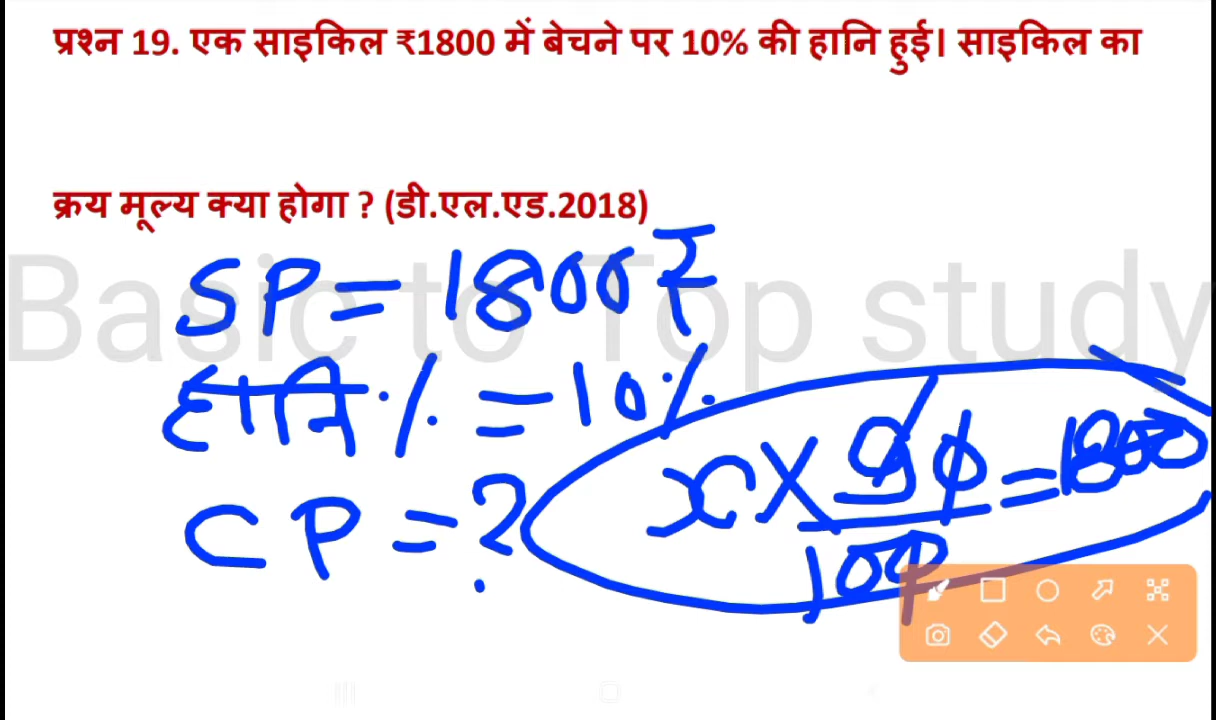 प्रश्न 19. एक साइकिल ₹1800 में बेचने पर 10% की हानि हुई। साइकिल का
क्रय मूल्य क्या होगा ? (डी.एल.एड.2018)
Basic to Top study
SP = 1800 ₹
हानि % = 10%
CP = ?
x × 90/100 = 1800